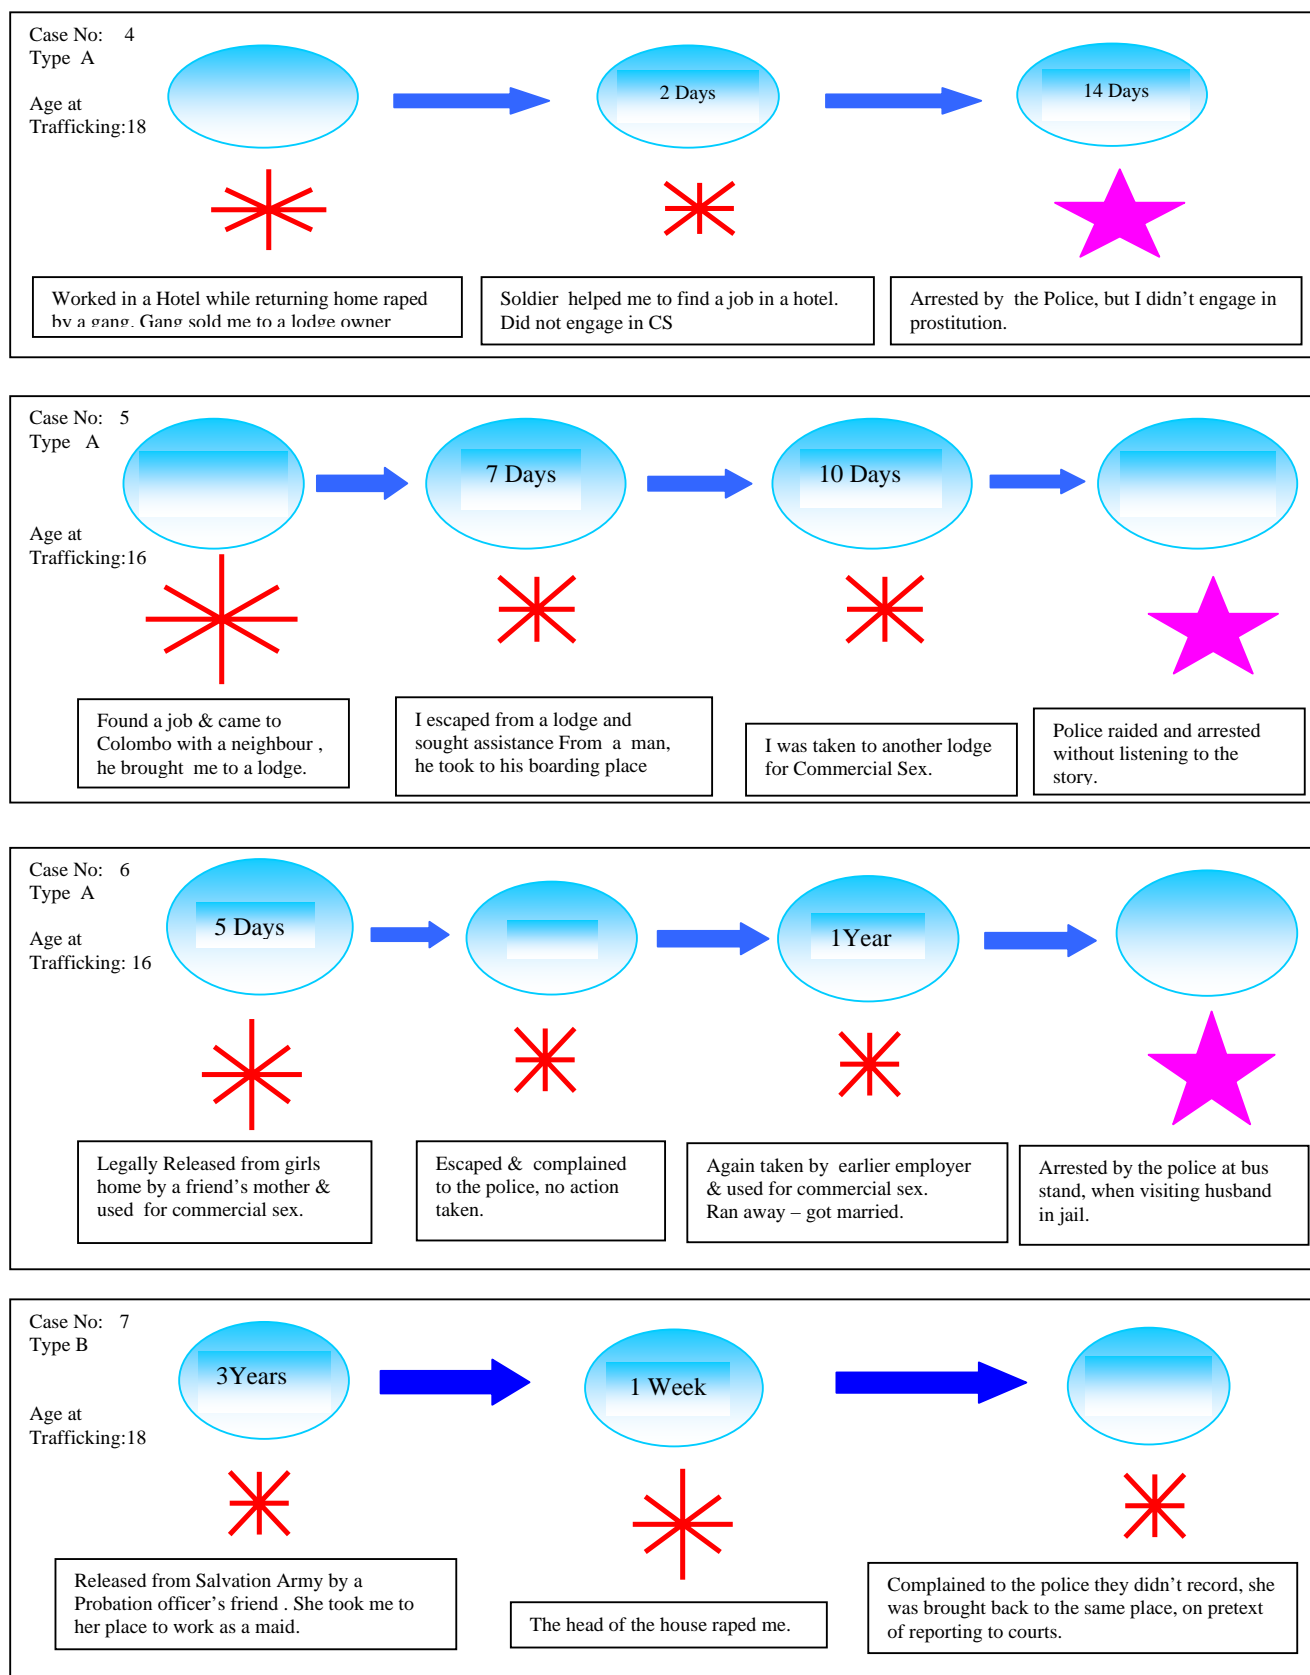 Case No: 4
Type A
Age at
Trafficking:18
2 Days
14 Days
Worked in a Hotel while returning home raped
by a gang. Gang sold me to a lodge owner
Soldier helped me to find a job in a hotel.
Did not engage in CS
Arrested by the Police, but I didn't engage in
prostitution.
Case No: 5
Type A
Age at
Trafficking:16
7 Days
10 Days
Found a job & came to
Colombo with a neighbour ,
he brought me to a lodge.
I escaped from a lodge and
sought assistance From a man,
he took to his boarding place
I was taken to another lodge
for Commercial Sex.
Police raided and arrested
without listening to the
story.
Case No: 6
Type A
Age at
Trafficking: 16
5 Days
1Year
Legally Released from girls
home by a friend's mother &
used for commercial sex.
Escaped & complained
to the police, no action
taken.
Again taken by earlier employer
& used for commercial sex.
Ran away – got married.
Arrested by the police at bus
stand, when visiting husband
in jail.
Case No: 7
Type B
Age at
Trafficking:18
3Years
1 Week
Released from Salvation Army by a
Probation officer's friend . She took me to
her place to work as a maid.
The head of the house raped me.
Complained to the police they didn't record, she
was brought back to the same place, on pretext
of reporting to courts.